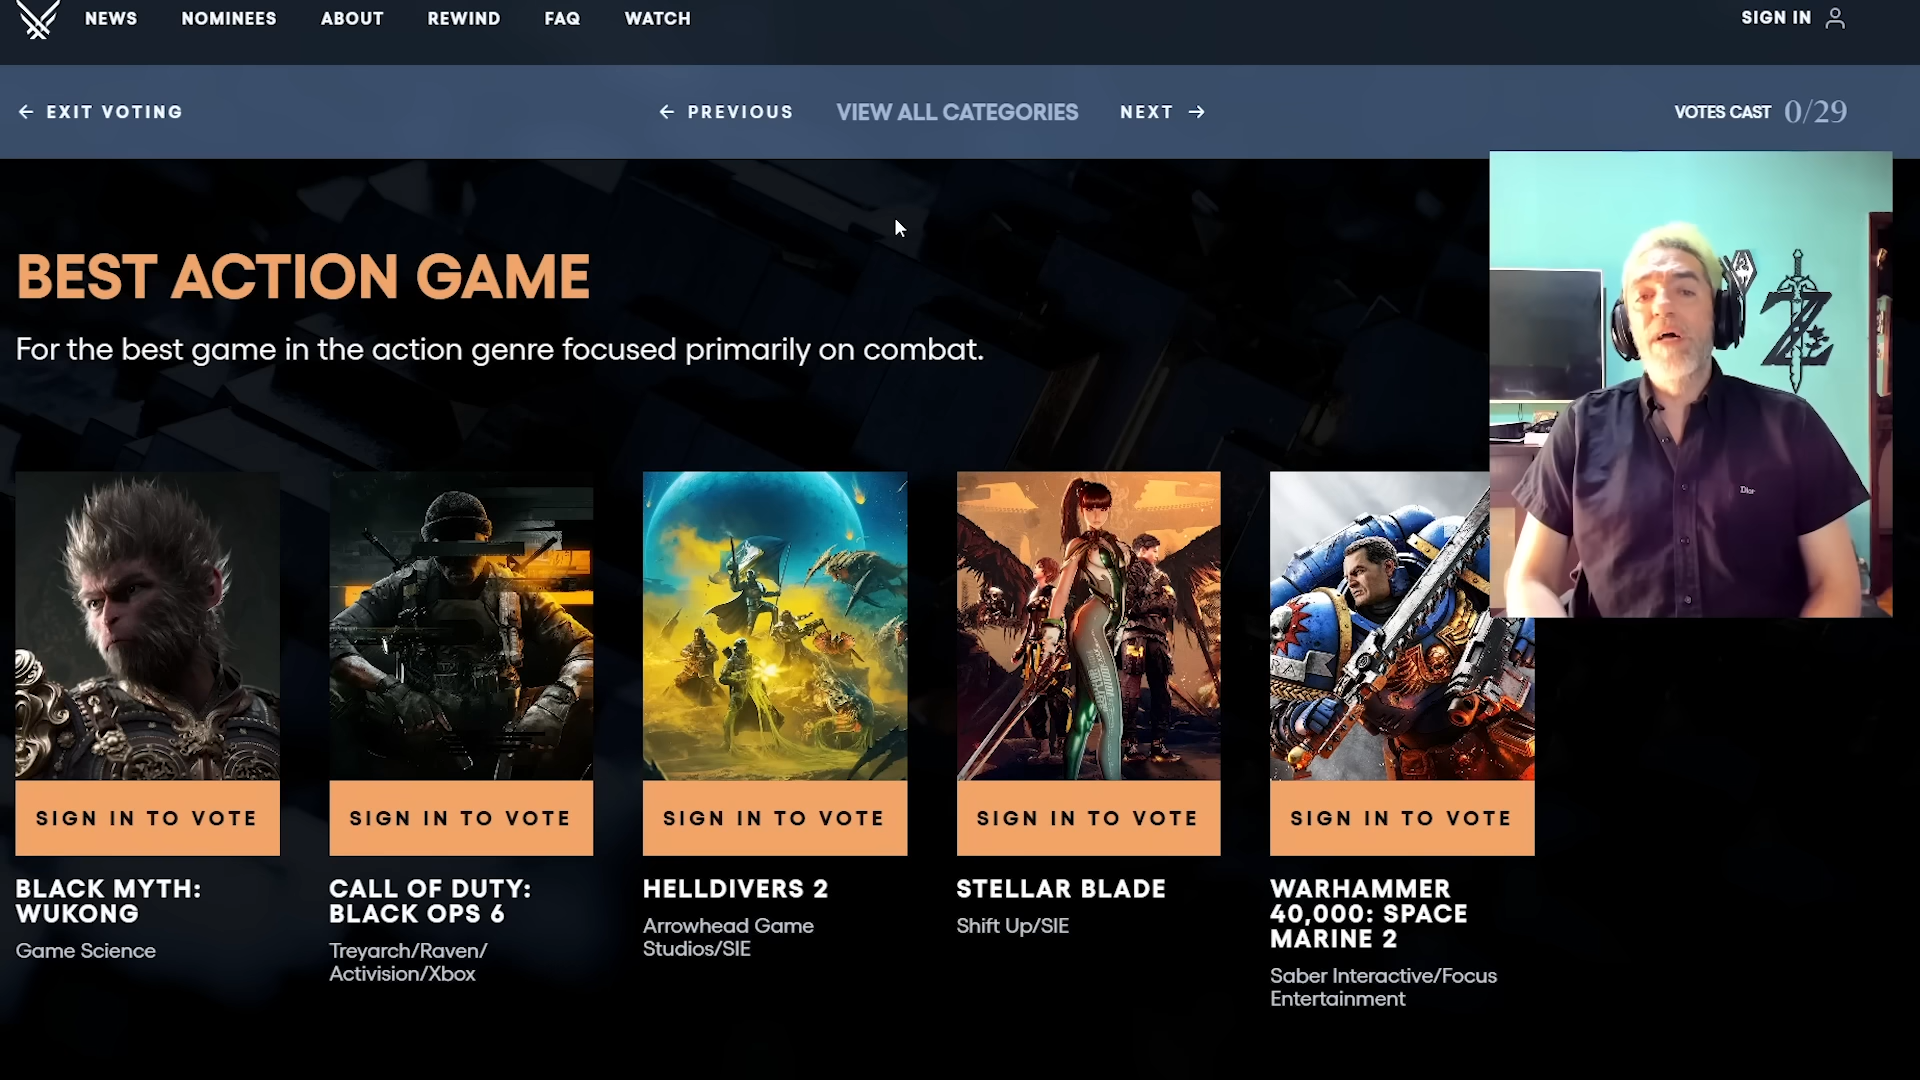 NEWS NOMINEES ABOUT REWIND FAQ WATCH SIGN IN
← EXIT VOTING ← PREVIOUS VIEW ALL CATEGORIES NEXT → VOTES CAST 0/29
BEST ACTION GAME
For the best game in the action genre focused primarily on combat.
Dior
SIGN IN TO VOTE SIGN IN TO VOTE SIGN IN TO VOTE SIGN IN TO VOTE SIGN IN TO VOTE
BLACK MYTH:
WUKONG
Game Science
CALL OF DUTY:
BLACK OPS 6
Treyarch/Raven/
Activision/Xbox
HELLDIVERS 2
Arrowhead Game
Studios/SIE
STELLAR BLADE
Shift Up/SIE
WARHAMMER
40,000: SPACE
MARINE 2
Saber Interactive/Focus
Entertainment